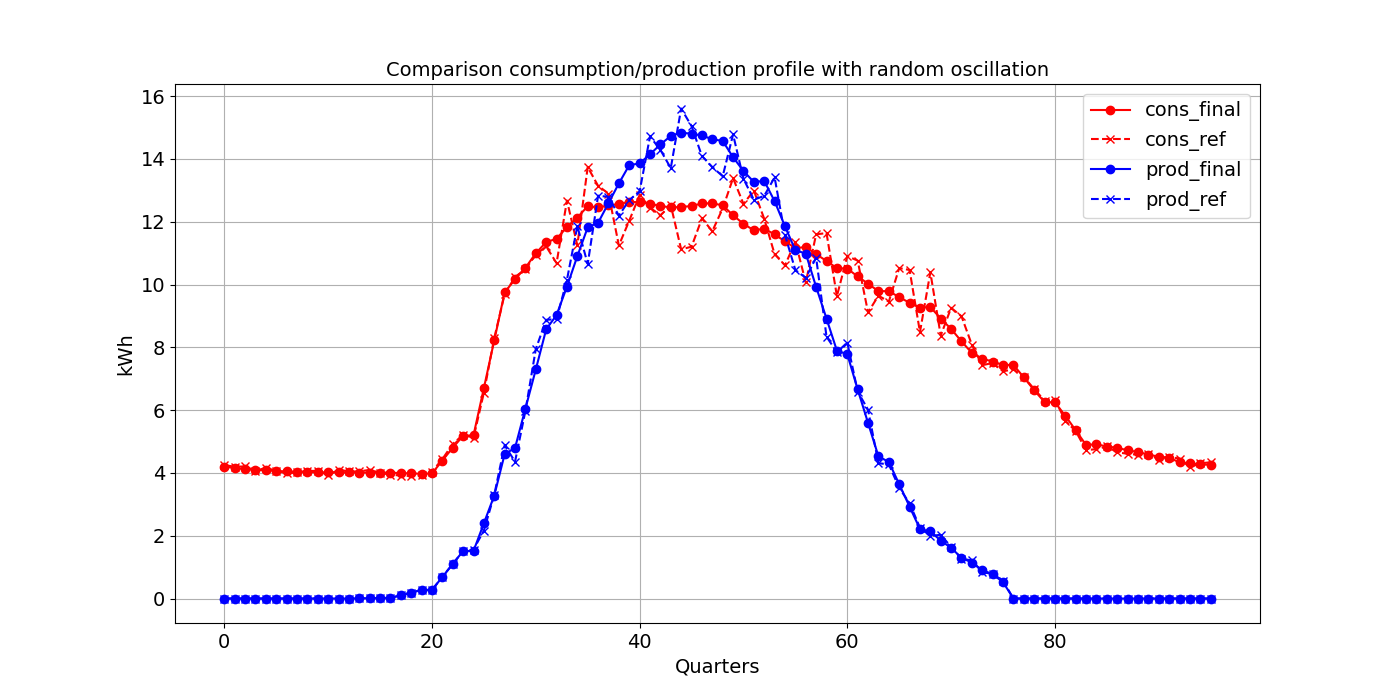 Comparison consumption/production profile with random oscillation
16
14
12
10
8
6
4
2
0
kWh
0 20 40 60 80
Quarters
cons_final
cons_ref
prod_final
prod_ref